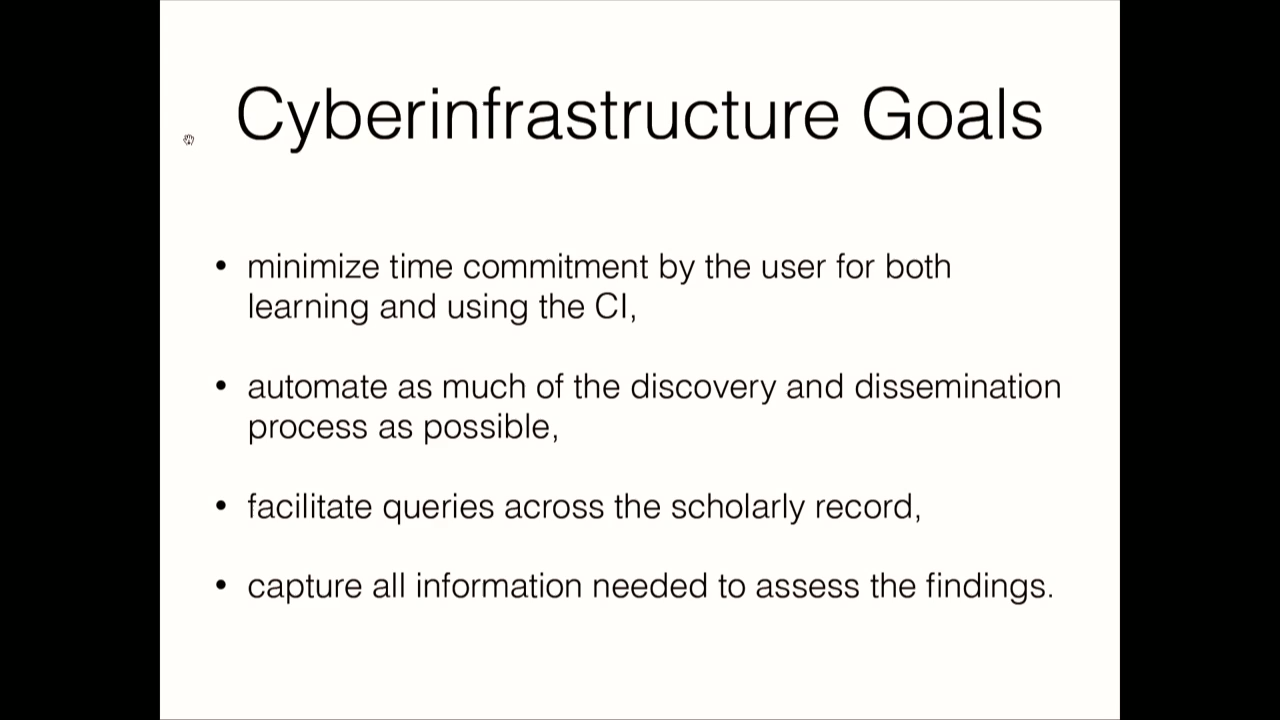 Cyberinfrastructure Goals
• minimize time commitment by the user for both
learning and using the CI,
• automate as much of the discovery and dissemination
process as possible,
• facilitate queries across the scholarly record,
• capture all information needed to assess the findings.